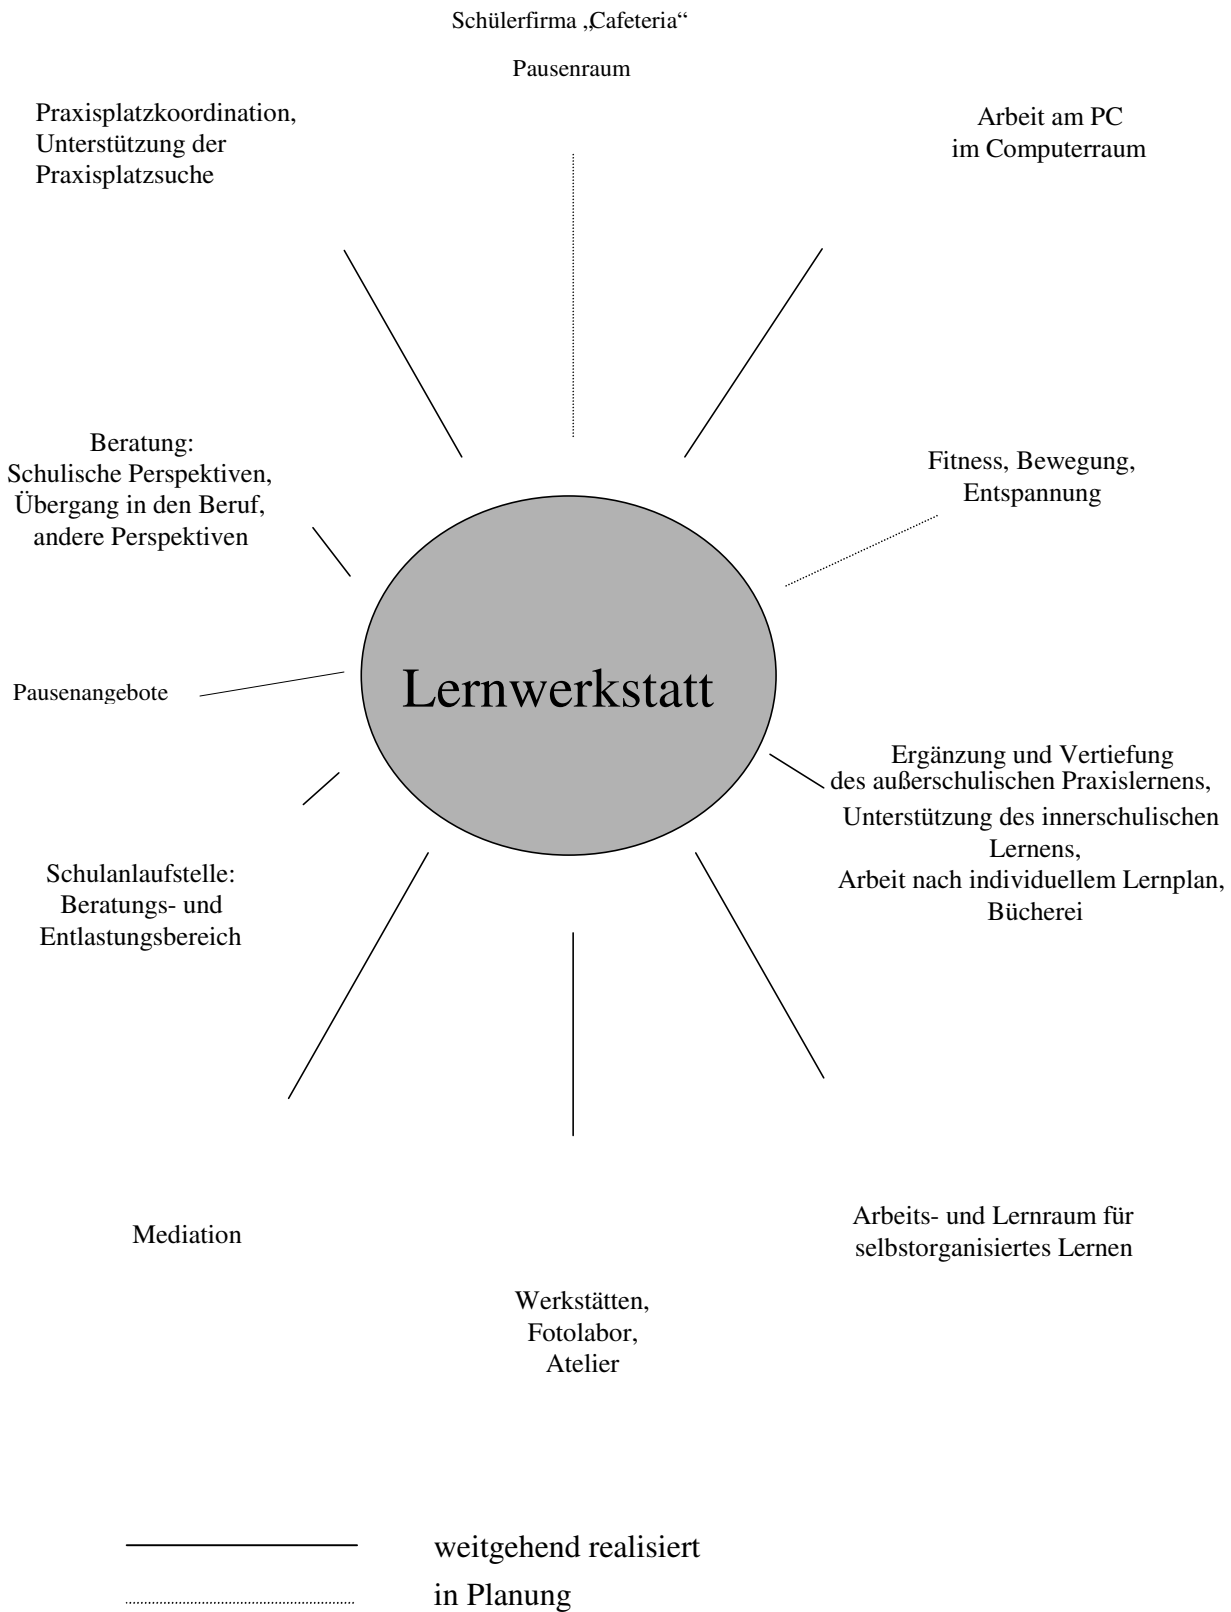 Schülerfirma „Cafeteria“
Pausenraum
Praxisplatzkoordination,
Unterstützung der
Praxisplatzsuche
Arbeit am PC
im Computerraum
Beratung:
Schulische Perspektiven,
Übergang in den Beruf,
andere Perspektiven
Fitness, Bewegung,
Entspannung
Lernwerkstatt
Pausenangebote
Ergänzung und Vertiefung
des außerschulischen Praxislernens,
Unterstützung des innerschulischen
Lernens,
Arbeit nach individuellem Lernplan,
Bücherei
Schulanlaufstelle:
Beratungs- und
Entlastungsbereich
Mediation
Arbeits- und Lernraum für
selbstorganisiertes Lernen
Werkstätten,
Fotolabor,
Atelier
weitgehend realisiert
in Planung